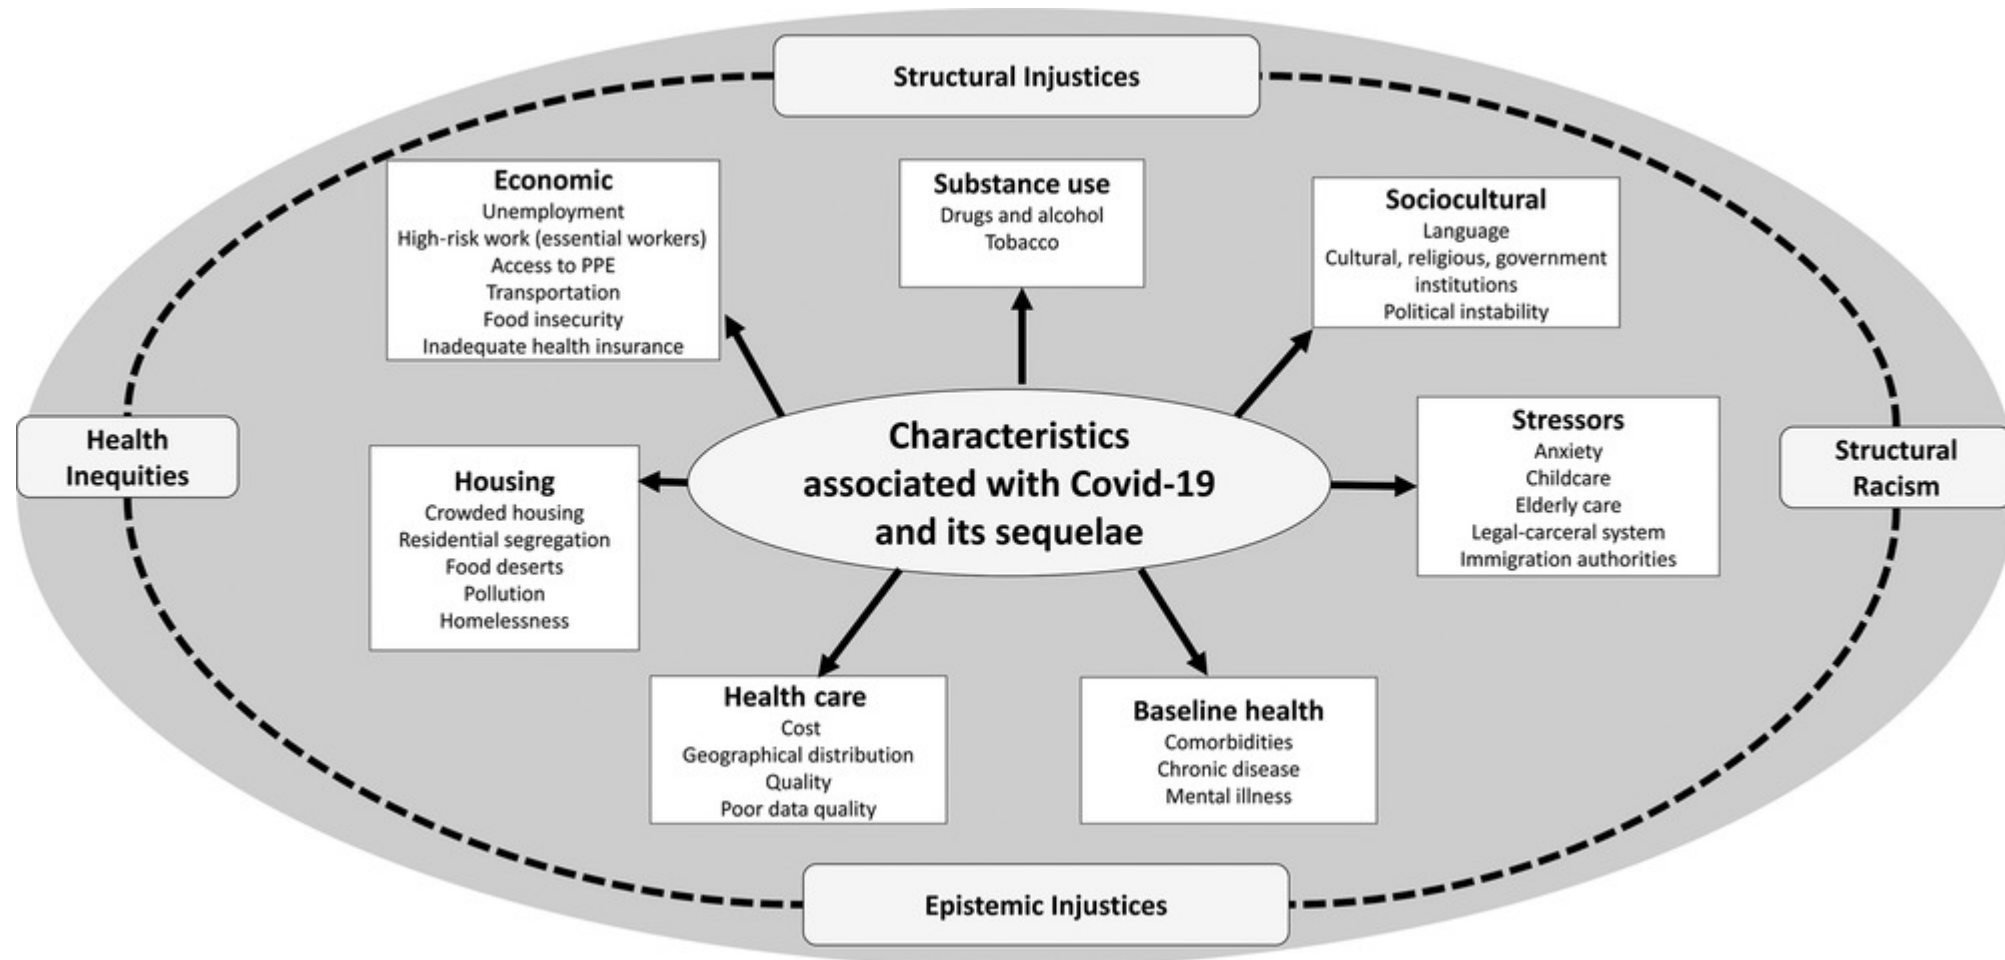 Structural Injustices
Economic
Unemployment
High-risk work (essential workers)
Access to PPE
Transportation
Food insecurity
Inadequate health insurance
Substance use
Drugs and alcohol
Tobacco
Sociocultural
Language
Cultural, religious, government
institutions
Political instability
Health
Inequities
Characteristics
associated with Covid-19
and its sequelae
Stressors
Anxiety
Childcare
Elderly care
Legal-carceral system
Immigration authorities
Structural
Racism
Housing
Crowded housing
Residential segregation
Food deserts
Pollution
Homelessness
Health care
Cost
Geographical distribution
Quality
Poor data quality
Baseline health
Comorbidities
Chronic disease
Mental illness
Epistemic Injustices